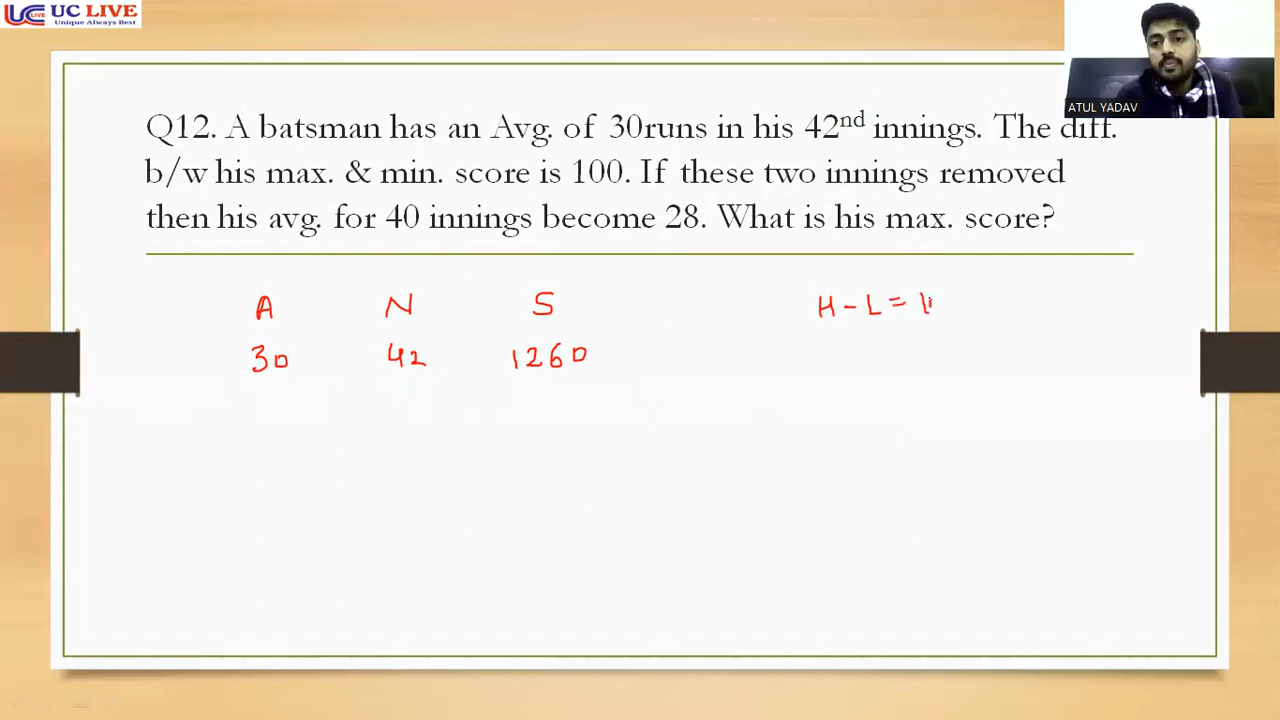 UC LIVE
Unique Always Best
ATUL YADAV
Q12. A batsman has an Avg. of 30runs in his 42nd innings. The diff.
b/w his max. & min. score is 100. If these two innings removed
then his avg. for 40 innings become 28. What is his max. score?
A N S H - L = 1
30 42 1260